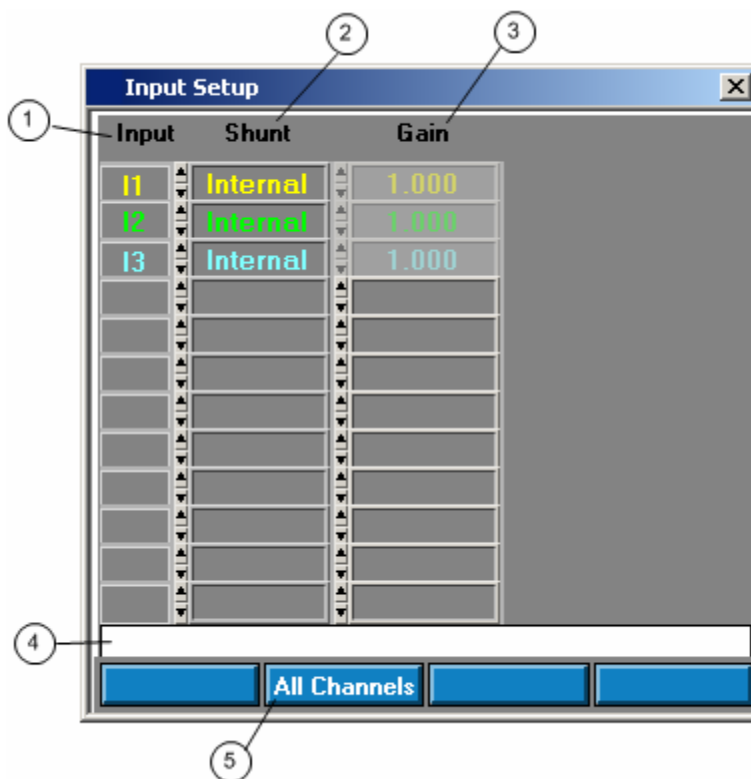 2
3
Input Setup
1
Input Shunt Gain
I1 Internal 1.000
I2 Internal 1.000
I3 Internal 1.000
4
All Channels
5